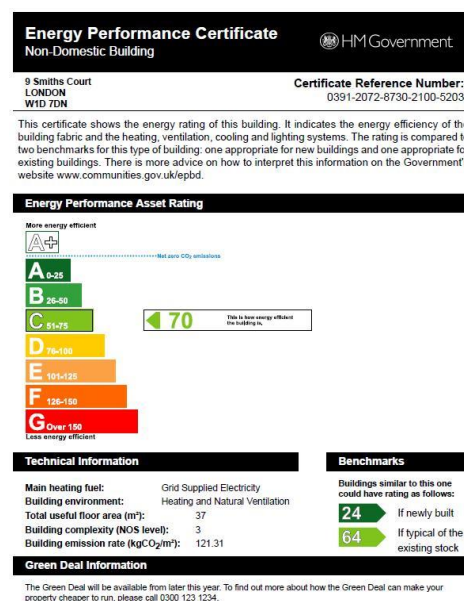 Energy Performance Certificate
Non-Domestic Building
HM Government
9 Smiths Court
LONDON
W1D 7DN
Certificate Reference Number:
0391-2072-8730-2100-5203
This certificate shows the energy rating of this building. It indicates the energy efficiency of the
building fabric and the heating, ventilation, cooling and lighting systems. The rating is compared t
two benchmarks for this type of building: one appropriate for new buildings and one appropriate fo
existing buildings. There is more advice on how to interpret this information on the Government'
website www.communities.gov.uk/epbd.
Energy Performance Asset Rating
More energy efficient
A+
Net zero CO₂ emissions
A 0-25
B 26-50
C 51-75
70
This is how energy efficient
the building is.
D 76-100
E 101-125
F 126-150
G Over 150
Less energy efficient
Technical Information
Main heating fuel: Grid Supplied Electricity
Building environment: Heating and Natural Ventilation
Total useful floor area (m²): 37
Building complexity (NOS level): 3
Building emission rate (kgCO₂/m²): 121.31
Benchmarks
Buildings similar to this one
could have rating as follows:
24 If newly built
64 If typical of the
existing stock
Green Deal Information
The Green Deal will be available from later this year. To find out more about how the Green Deal can make your
property cheaper to run, please call 0300 123 1234.